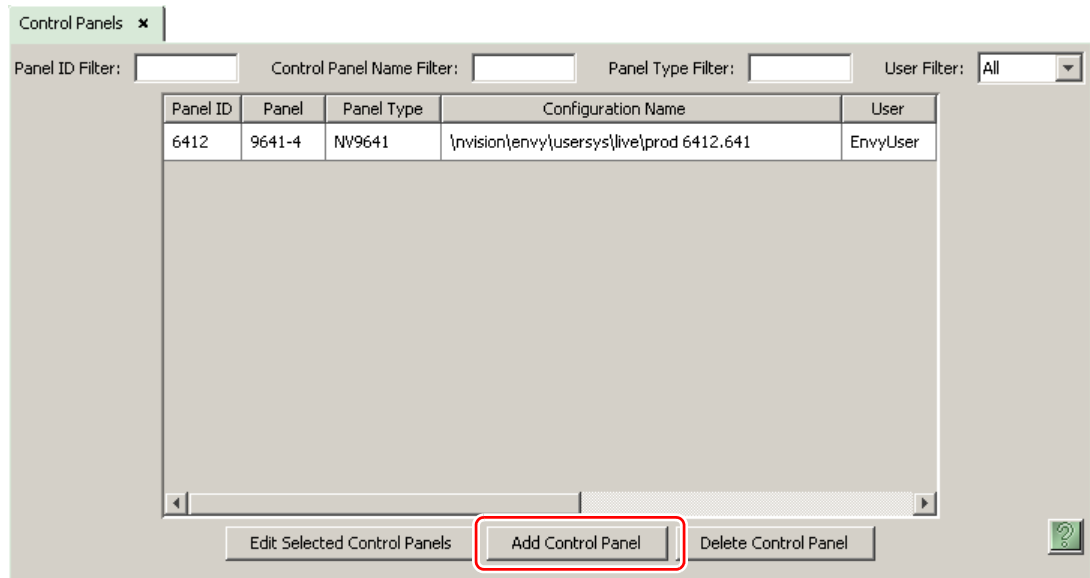 Control Panels ×
Panel ID Filter: Control Panel Name Filter: Panel Type Filter: User Filter: All
Panel ID Panel Panel Type Configuration Name User
6412 9641-4 NV9641 \nvision\envy\usersys\live\prod 6412.641 EnvyUser
Edit Selected Control Panels Add Control Panel Delete Control Panel ?